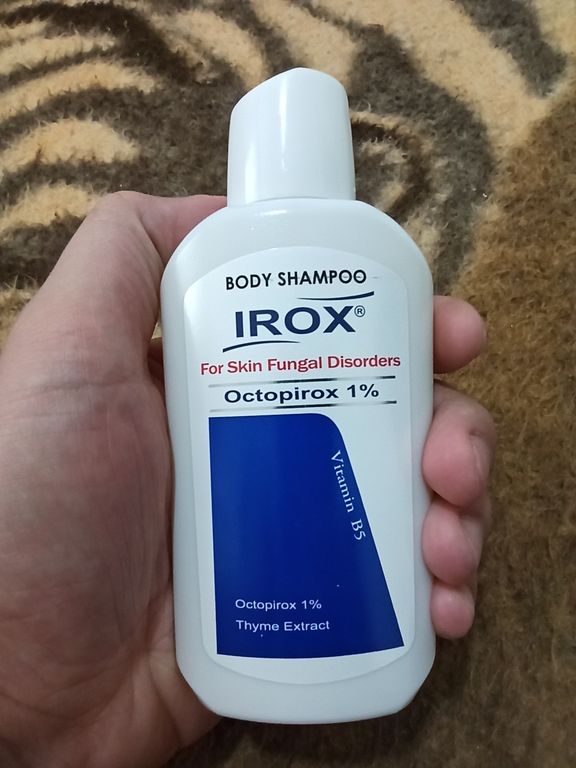 BODY SHAMPOO
IROX®
For Skin Fungal Disorders
Octopirox 1%
Vitamin B5
Octopirox 1%
Thyme Extract